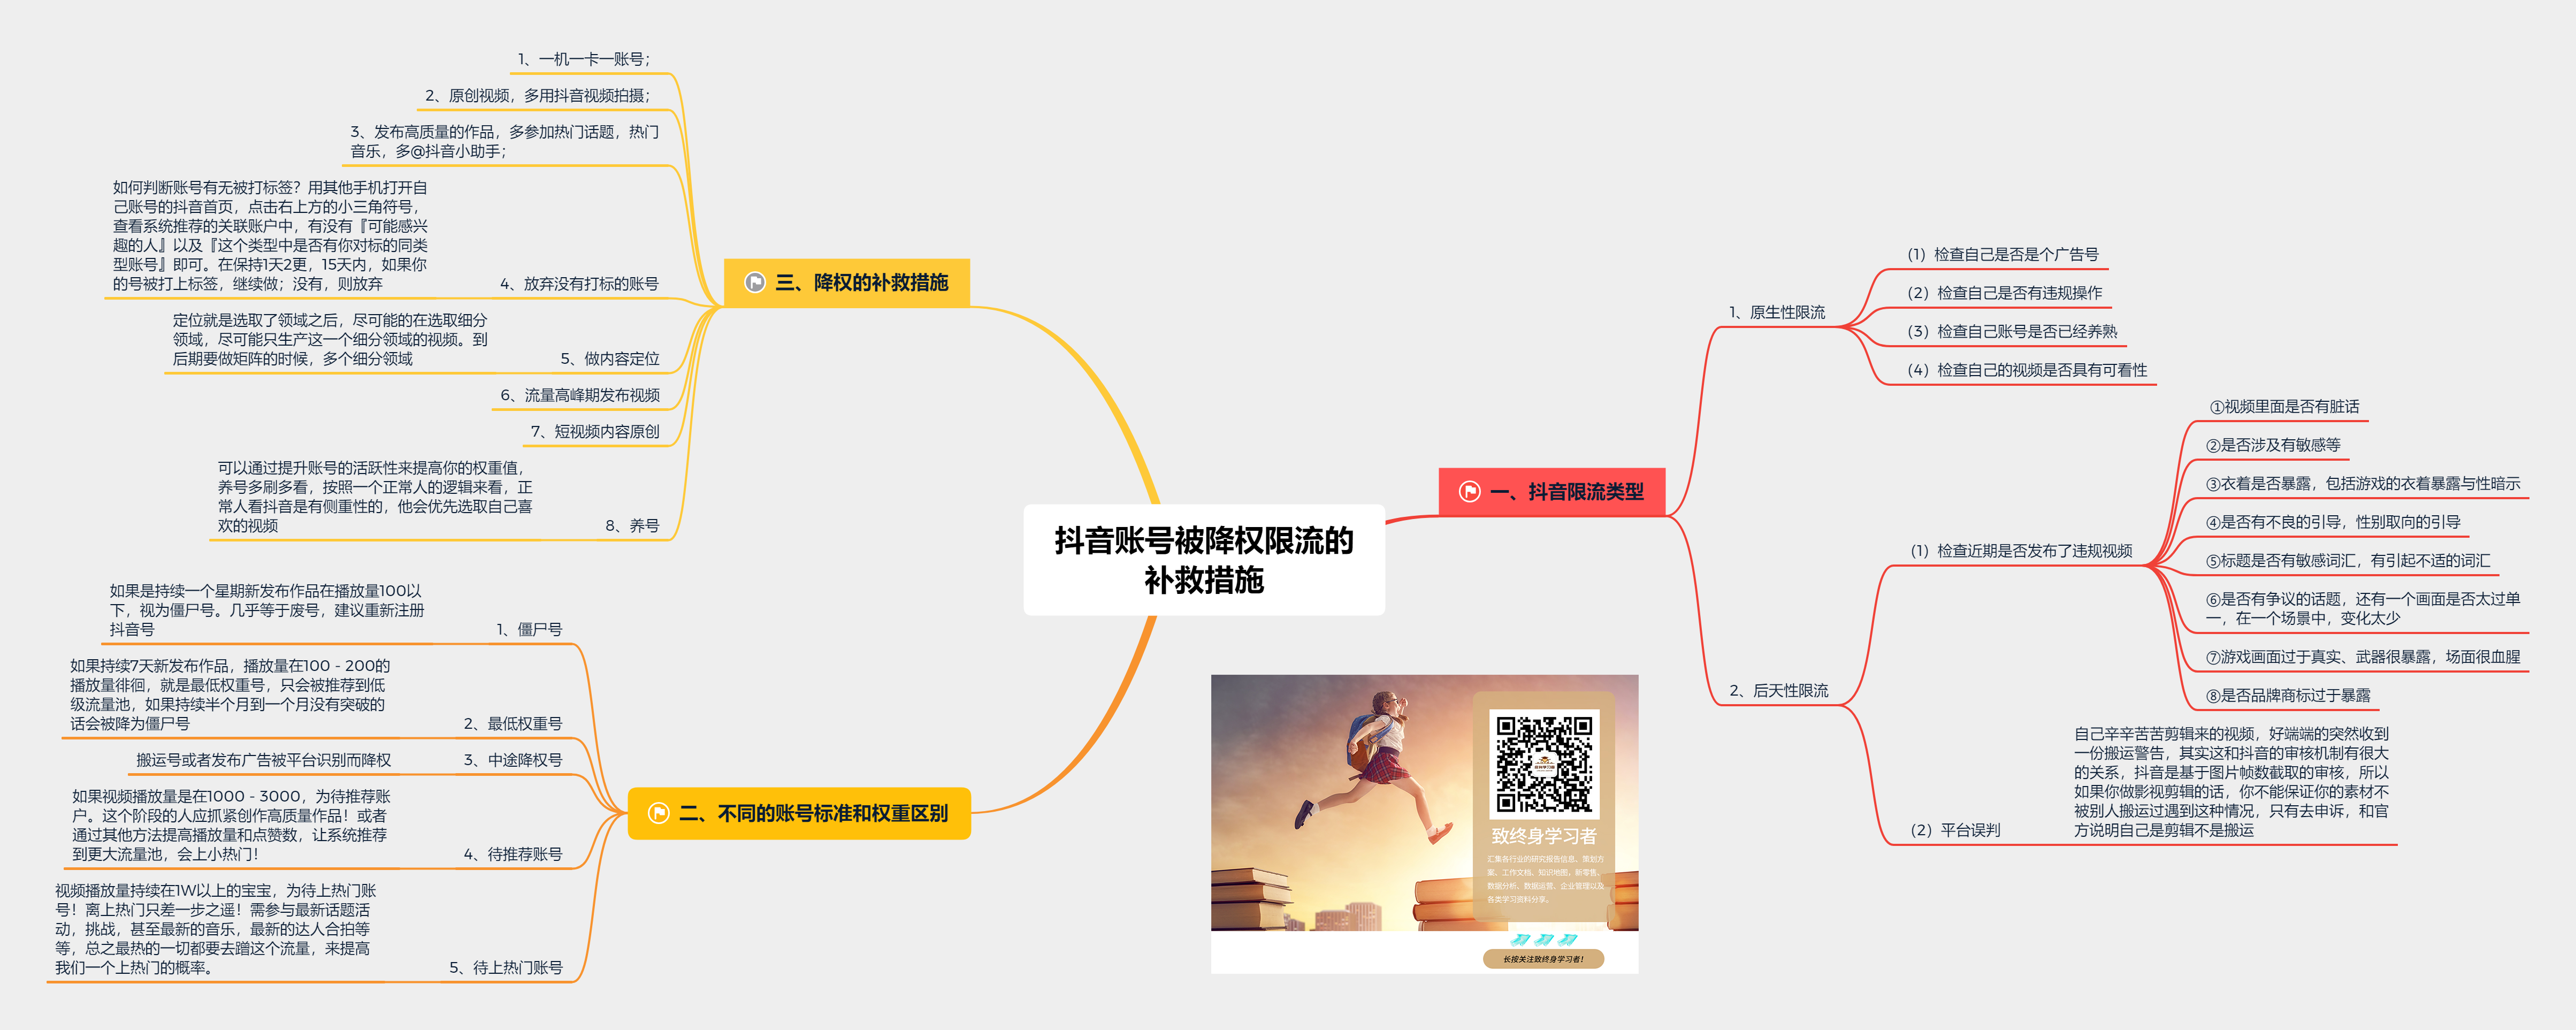 抖音账号被降权限流的
补救措施
一、抖音限流类型
1、原生性限流
（1）检查自己是否是个广告号
（2）检查自己是否有违规操作
（3）检查自己账号是否已经养熟
（4）检查自己的视频是否具有可看性
2、后天性限流
（1）检查近期是否发布了违规视频
①视频里面是否有脏话
②是否涉及有敏感等
③衣着是否暴露，包括游戏的衣着暴露与性暗示
④是否有不良的引导，性别取向的引导
⑤标题是否有敏感词汇，有引起不适的词汇
⑥是否有争议的话题，还有一个画面是否太过单
一，在一个场景中，变化太少
⑦游戏画面过于真实、武器很暴露，场面很血腥
⑧是否品牌商标过于暴露
（2）平台误判
自己辛辛苦苦剪辑来的视频，好端端的突然收到
一份搬运警告，其实这和抖音的审核机制有很大
的关系，抖音是基于图片帧数截取的审核，所以
如果你做影视剪辑的话，你不能保证你的素材不
被别人搬运过遇到这种情况，只有去申诉，和官
方说明自己是剪辑不是搬运
二、不同的账号标准和权重区别
1、僵尸号
如果是持续一个星期新发布作品在播放量100以
下，视为僵尸号。几乎等于废号，建议重新注册
抖音号
2、最低权重号
如果持续7天新发布作品，播放量在100 - 200的
播放量徘徊，就是最低权重号，只会被推荐到低
级流量池，如果持续半个月到一个月没有突破的
话会被降为僵尸号
3、中途降权号
搬运号或者发布广告被平台识别而降权
4、待推荐账号
如果视频播放量是在1000 - 3000，为待推荐账
户。这个阶段的人应抓紧创作高质量作品！或者
通过其他方法提高播放量和点赞数，让系统推荐
到更大流量池，会上小热门！
5、待上热门账号
视频播放量持续在1W以上的宝宝，为待上热门账
号！离上热门只差一步之遥！需参与最新话题活
动，挑战，甚至最新的音乐，最新的达人合拍等
等，总之最热的一切都要去蹭这个流量，来提高
我们一个上热门的概率。
三、降权的补救措施
1、一机一卡一账号；
2、原创视频，多用抖音视频拍摄；
3、发布高质量的作品，多参加热门话题，热门
音乐，多@抖音小助手；
4、放弃没有打标的账号
如何判断账号有无被打标签？用其他手机打开自
己账号的抖音首页，点击右上方的小三角符号，
查看系统推荐的关联账户中，有没有『可能感兴
趣的人』以及『这个类型中是否有你对标的同类
型账号』即可。在保持1天2更，15天内，如果你
的号被打上标签，继续做；没有，则放弃
5、做内容定位
定位就是选取了领域之后，尽可能的在选取细分
领域，尽可能只生产这一个细分领域的视频。到
后期要做矩阵的时候，多个细分领域
6、流量高峰期发布视频
7、短视频内容原创
8、养号
可以通过提升账号的活跃性来提高你的权重值，
养号多刷多看，按照一个正常人的逻辑来看，正
常人看抖音是有侧重性的，他会优先选取自己喜
欢的视频
致终身学习者
汇集各行业的研究报告信息、策划方
案、工作文档、知识地图，新零售、
数据分析、数据运营、企业管理以及
各类学习资料分享。
长按关注致终身学习者！